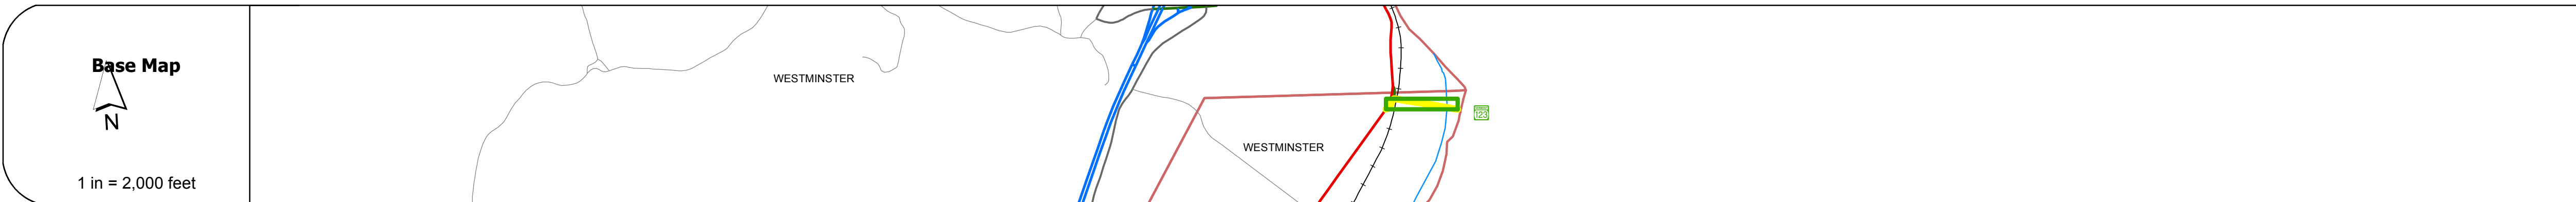 Base Map
N
1 in = 2,000 feet
WESTMINSTER
WESTMINSTER
123